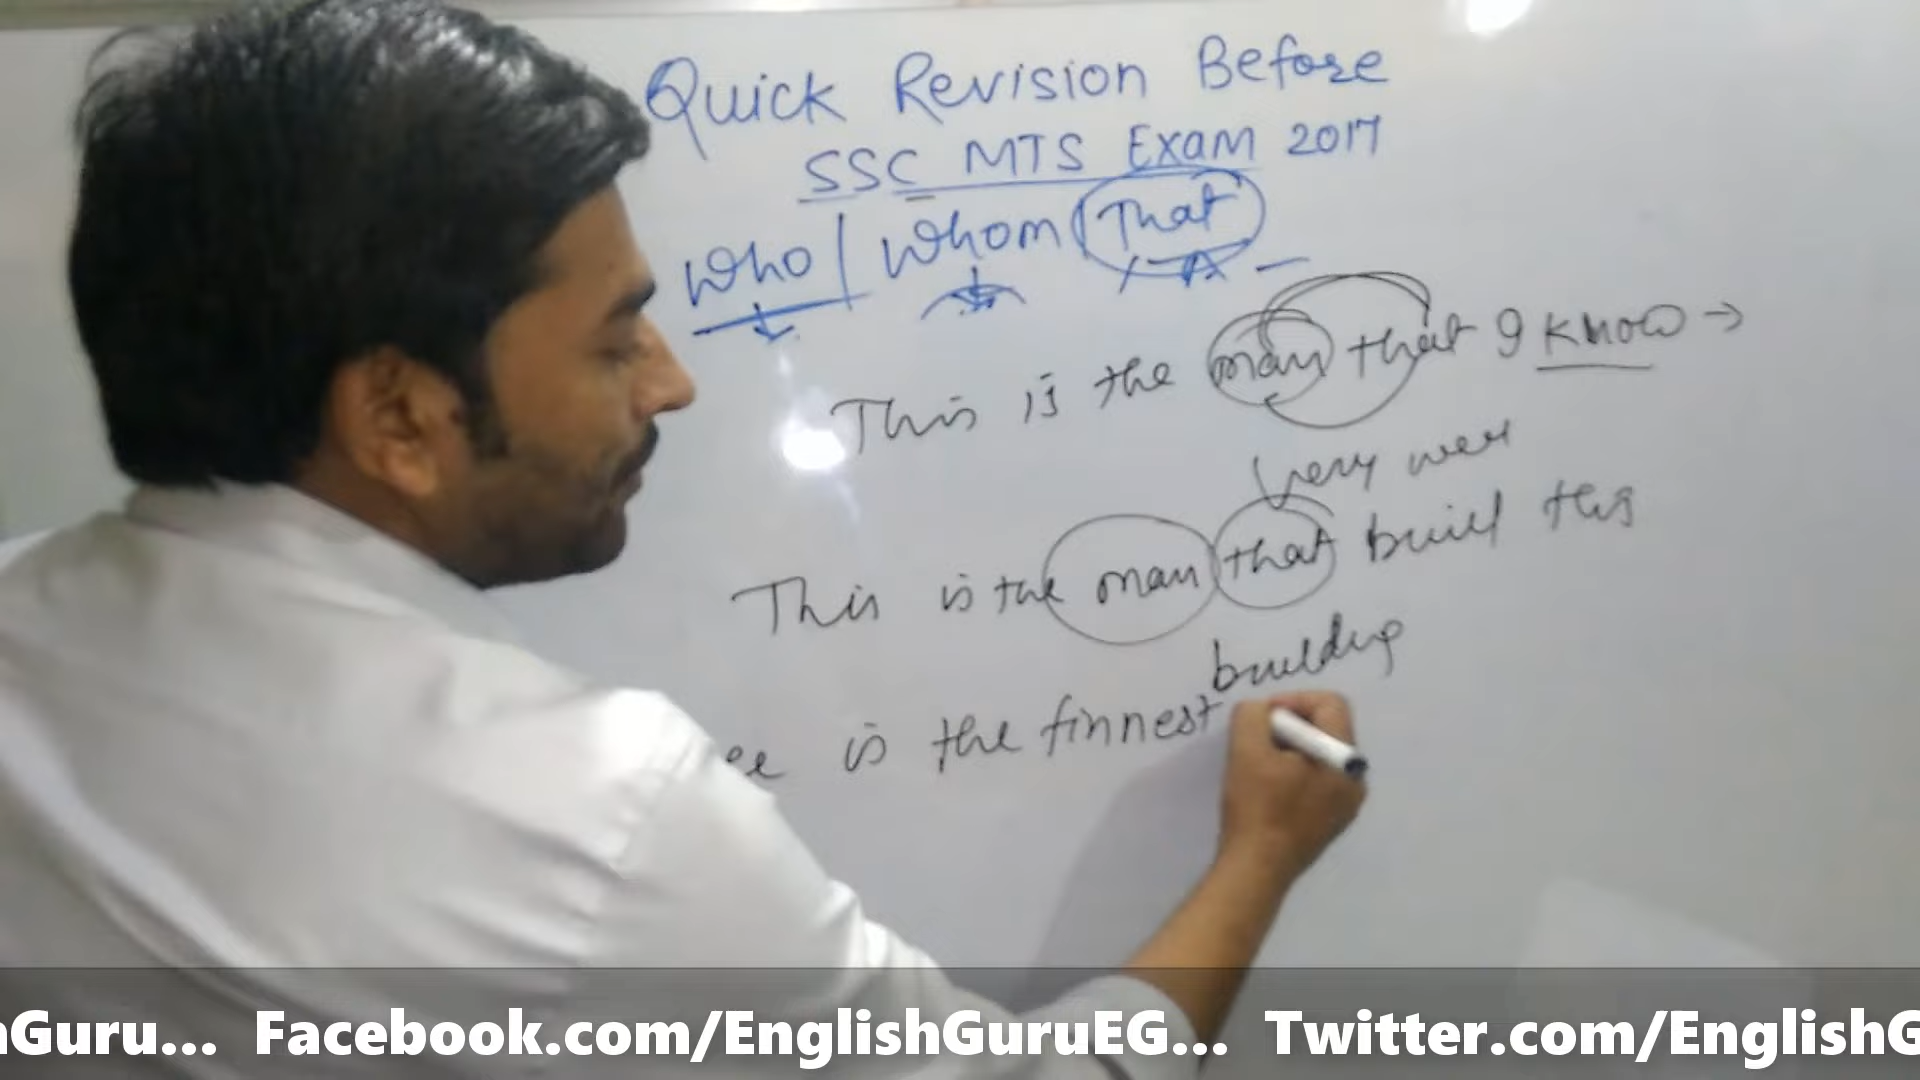 Quick Revision Before
SSC MTS Exam 2017
Who | Whom That
This is the man that I know →
very well
This is the man that built this
building
is the finnest
nGuru... Facebook.com/EnglishGuruEG... Twitter.com/EnglishG